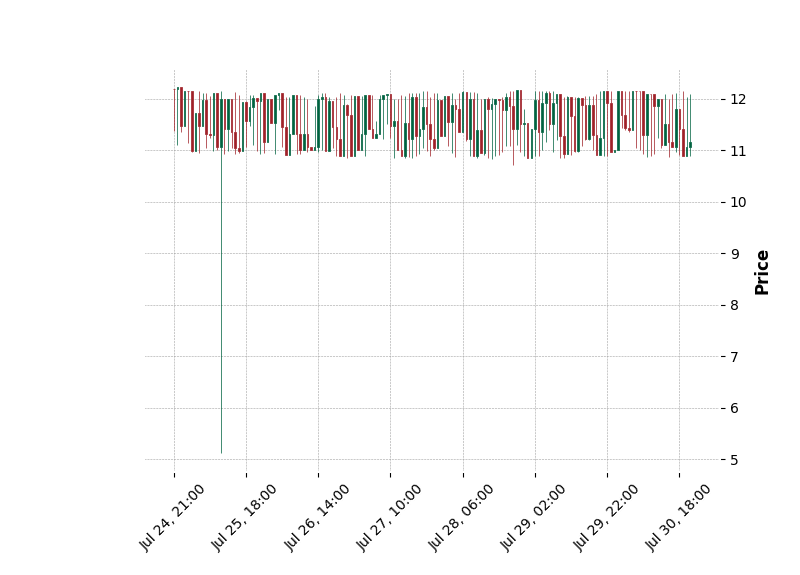 12
11
10
9
8
7
6
5
Price
Jul 24, 21:00
Jul 25, 18:00
Jul 26, 14:00
Jul 27, 10:00
Jul 28, 06:00
Jul 29, 02:00
Jul 29, 22:00
Jul 30, 18:00